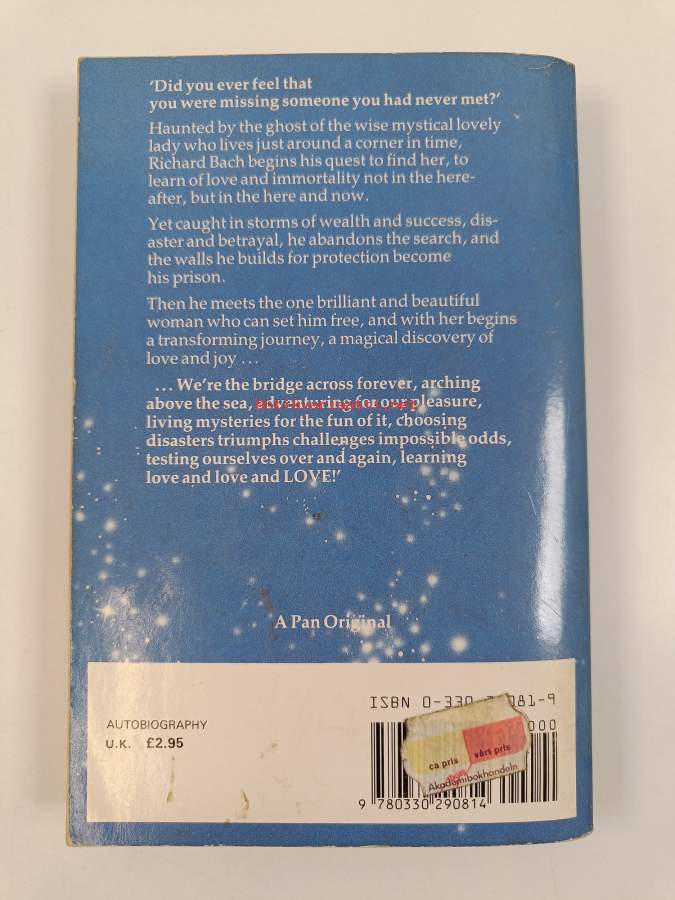 'Did you ever feel that
you were missing someone you had never met?'
Haunted by the ghost of the wise mystical lovely
lady who lives just around a corner in time,
Richard Bach begins his quest to find her, to
learn of love and immortality not in the here-
after, but in the here and now.
Yet caught in storms of wealth and success, dis-
aster and betrayal, he abandons the search, and
the walls he builds for protection become
his prison.
Then he meets the one brilliant and beautiful
woman who can set him free, and with her begins
a transforming journey, a magical discovery of
love and joy ...
... We're the bridge across forever, arching
above the sea, adventuring for our pleasure,
living mysteries for the fun of it, choosing
disasters triumphs challenges impossible odds,
testing ourselves over and again, learning
love and love and LOVE!'
A Pan Original
AUTOBIOGRAPHY
U.K. £2.95
ISBN 0-330- 081-9
000
ca pris
vårt pris
Akademibokhandeln
9 780330 290814